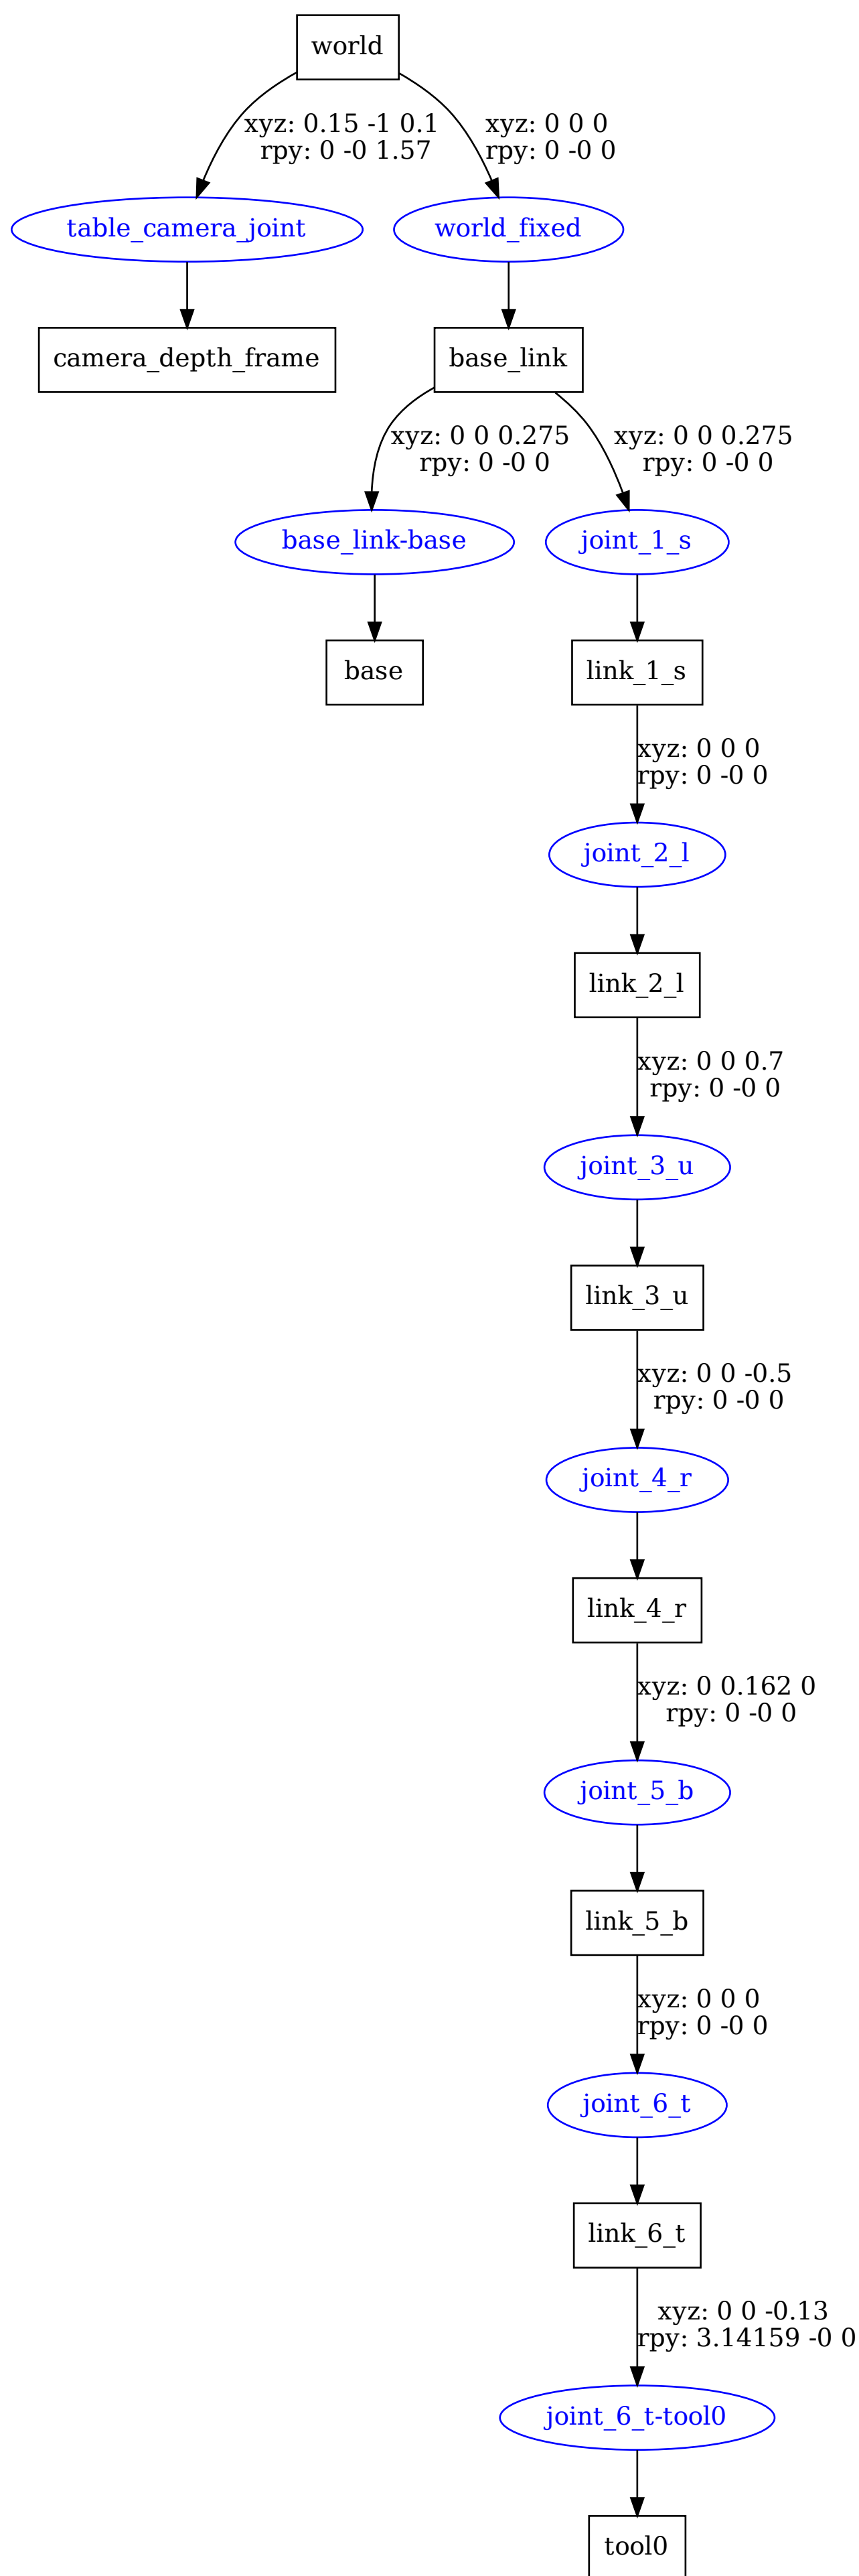 world
xyz: 0.15 -1 0.1
rpy: 0 -0 1.57
xyz: 0 0 0
rpy: 0 -0 0
table_camera_joint
world_fixed
camera_depth_frame
base_link
xyz: 0 0 0.275
rpy: 0 -0 0
xyz: 0 0 0.275
rpy: 0 -0 0
base_link-base
joint_1_s
base
link_1_s
xyz: 0 0 0
rpy: 0 -0 0
joint_2_l
link_2_l
xyz: 0 0 0.7
rpy: 0 -0 0
joint_3_u
link_3_u
xyz: 0 0 -0.5
rpy: 0 -0 0
joint_4_r
link_4_r
xyz: 0 0.162 0
rpy: 0 -0 0
joint_5_b
link_5_b
xyz: 0 0 0
rpy: 0 -0 0
joint_6_t
link_6_t
xyz: 0 0 -0.13
rpy: 3.14159 -0 0
joint_6_t-tool0
tool0